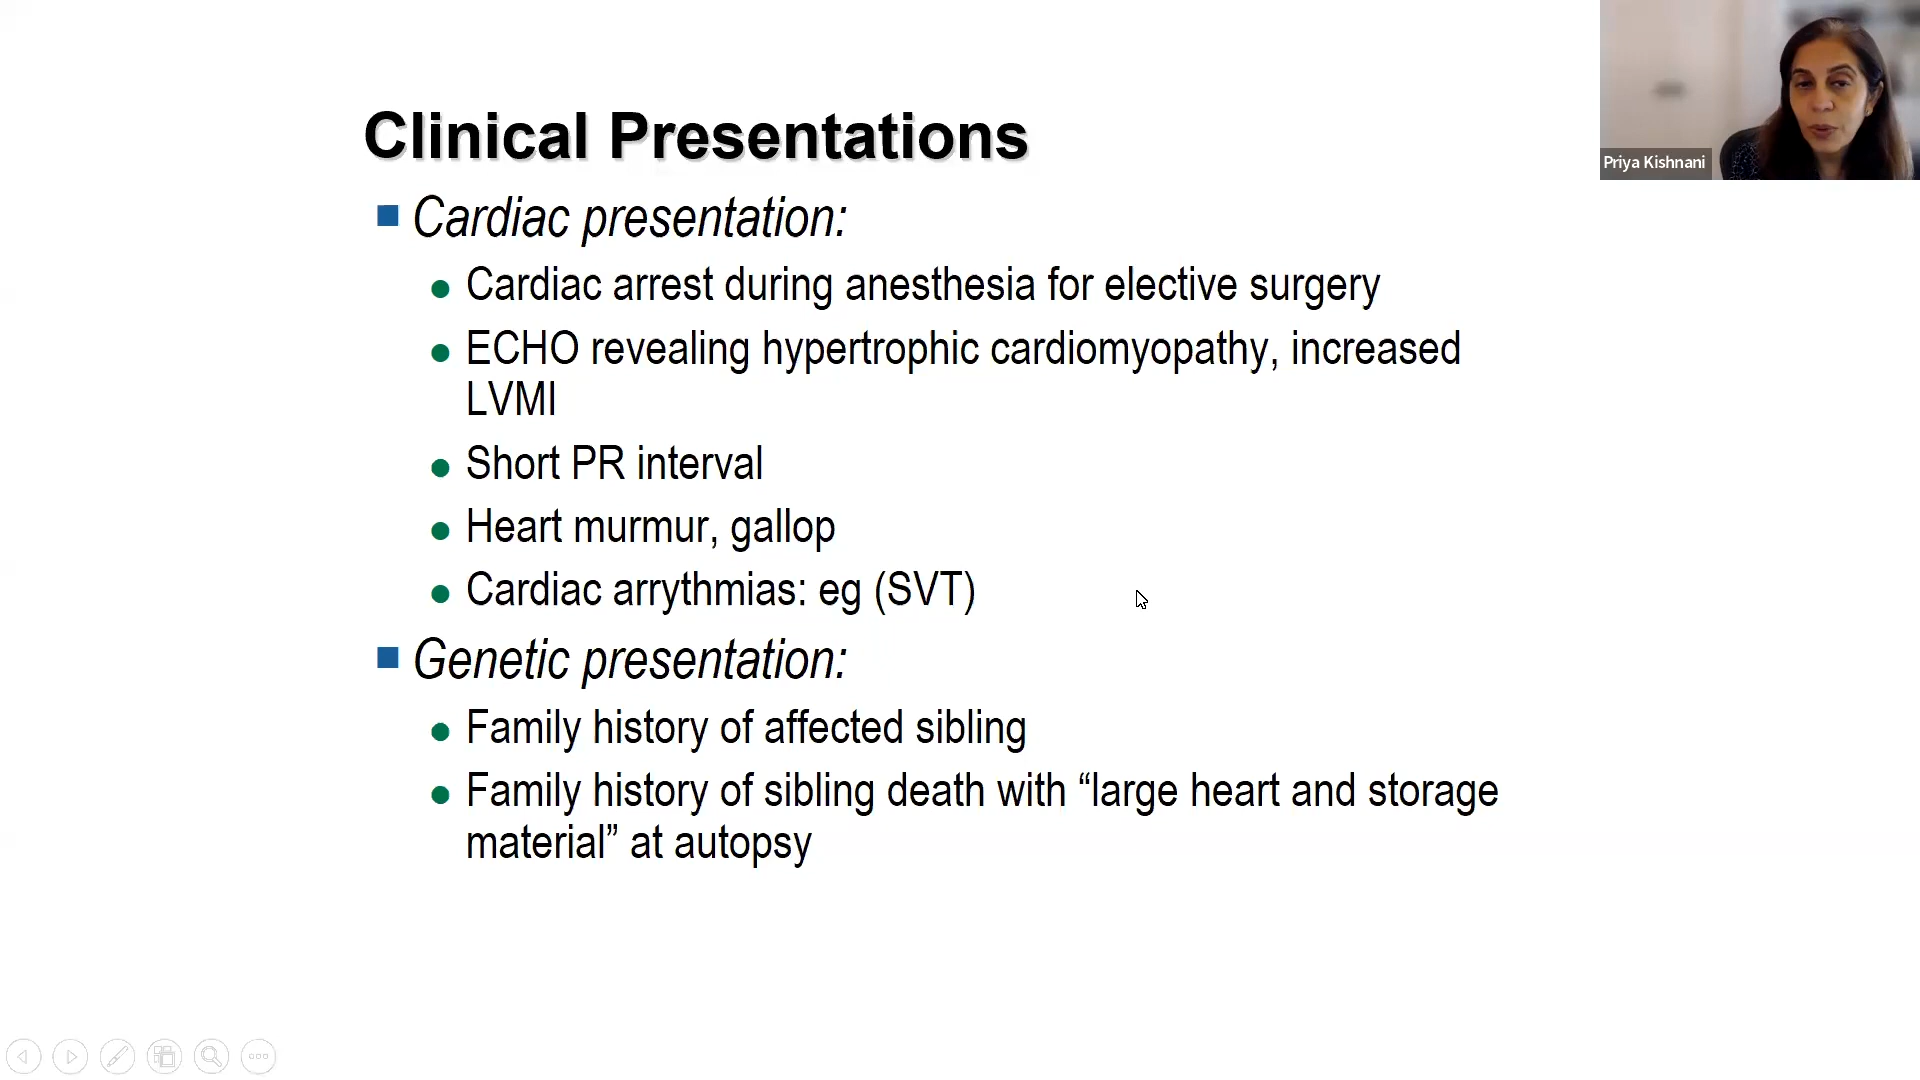 Clinical Presentations
Cardiac presentation:
Cardiac arrest during anesthesia for elective surgery
ECHO revealing hypertrophic cardiomyopathy, increased
LVMI
Short PR interval
Heart murmur, gallop
Cardiac arrythmias: eg (SVT)
Genetic presentation:
Family history of affected sibling
Family history of sibling death with “large heart and storage
material” at autopsy
Priya Kishnani